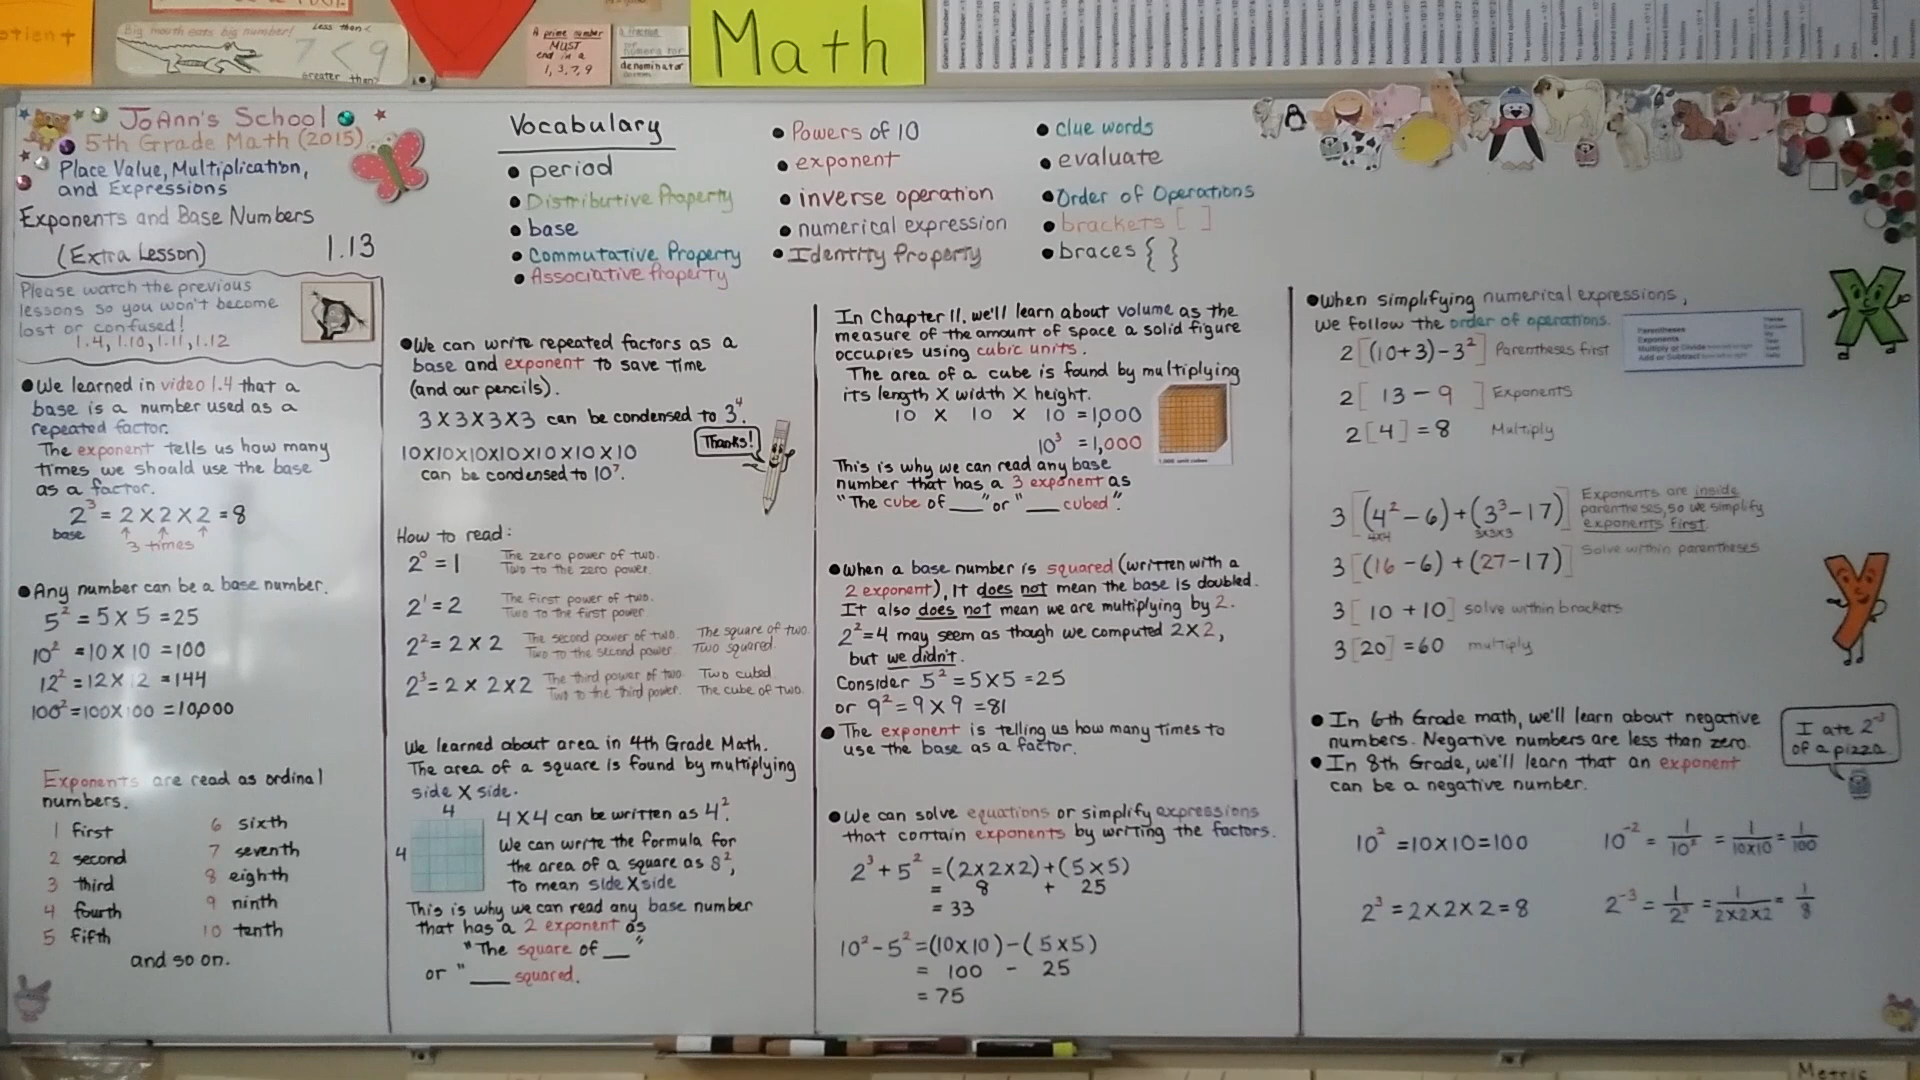 Big mouth eats big number!
Less than <
7 < 9
greater than >
A prime number
MUST
end in a
1, 3, 7, 9
denominator
Math
JoAnn's School
5th Grade Math (2015)
Place Value, Multiplication,
and Expressions
Exponents and Base Numbers
(Extra Lesson) 1.13
Please watch the previous
lessons so you won't become
lost or confused!
1.4, 1.10, 1.11, 1.12
Vocabulary
• period
• Distributive Property
• base
• Commutative Property
• Associative Property
• Powers of 10
• exponent
• inverse operation
• numerical expression
• Identity Property
• clue words
• evaluate
• Order of Operations
• brackets [ ]
• braces { }
• We learned in video 1.4 that a
base is a number used as a
repeated factor.
The exponent tells us how many
times we should use the base
as a factor.
2³ = 2 X 2 X 2 = 8
base
3 times
• Any number can be a base number.
5² = 5 X 5 = 25
10² = 10 X 10 = 100
12² = 12 X 12 = 144
100² = 100 X 100 = 10,000
Exponents are read as ordinal
numbers.
1 first
2 second
3 third
4 fourth
5 fifth
6 sixth
7 seventh
8 eighth
9 ninth
10 tenth
and so on.
• We can write repeated factors as a
base and exponent to save time
(and our pencils).
3 X 3 X 3 X 3 can be condensed to 3⁴.
Thanks!
10X10X10X10X10X10X10
can be condensed to 10⁷.
How to read:
2⁰ = 1 The zero power of two.
Two to the zero power.
2¹ = 2 The first power of two.
Two to the first power.
2² = 2 X 2 The second power of two. The square of two.
Two to the second power. Two squared.
2³ = 2 X 2 X 2 The third power of two. Two cubed.
Two to the third power. The cube of two.
We learned about area in 4th Grade Math.
The area of a square is found by multiplying
side X side.
4
4
4 X 4 can be written as 4².
We can write the formula for
the area of a square as S²,
to mean side X side
This is why we can read any base number
that has a 2 exponent as
"The square of __"
or "____ squared.
In Chapter 11, we'll learn about volume as the
measure of the amount of space a solid figure
occupies using cubic units.
The area of a cube is found by multiplying
its length X width X height.
10 X 10 X 10 = 1,000
10³ = 1,000
This is why we can read any base
number that has a 3 exponent as
"The cube of ___" or "___ cubed".
• When a base number is squared (written with a
2 exponent), It does not mean the base is doubled.
It also does not mean we are multiplying by 2.
2² = 4 may seem as though we computed 2X2,
but we didn't.
Consider 5² = 5X5 = 25
or 9² = 9 X 9 = 81
• The exponent is telling us how many times to
use the base as a factor.
• We can solve equations or simplify expressions
that contain exponents by writing the factors.
2³ + 5² = (2X2X2) + (5X5)
= 8 + 25
= 33
10² - 5² = (10X10) - (5X5)
= 100 - 25
= 75
• When simplifying numerical expressions,
we follow the order of operations.
Parentheses
Exponents
Multiply or Divide
Add or Subtract
2[(10+3) - 3²] Parentheses first
2[ 13 - 9 ] Exponents
2[4] = 8 Multiply
3[(4² - 6) + (3³ - 17)]
4X4 3X3X3
Exponents are inside
parentheses, so we simplify
exponents first.
3[(16 - 6) + (27 - 17)] Solve within parentheses
3[ 10 + 10] solve within brackets
3[20] = 60 multiply
• In 6th Grade math, we'll learn about negative
numbers. Negative numbers are less than zero.
• In 8th Grade, we'll learn that an exponent
can be a negative number.
I ate 2⁻³
of a pizza
10² = 10X10 = 100
10⁻² = 1/10² = 1/10X10 = 1/100
2³ = 2X2X2 = 8
2⁻³ = 1/2³ = 1/2X2X2 = 1/8
Metric